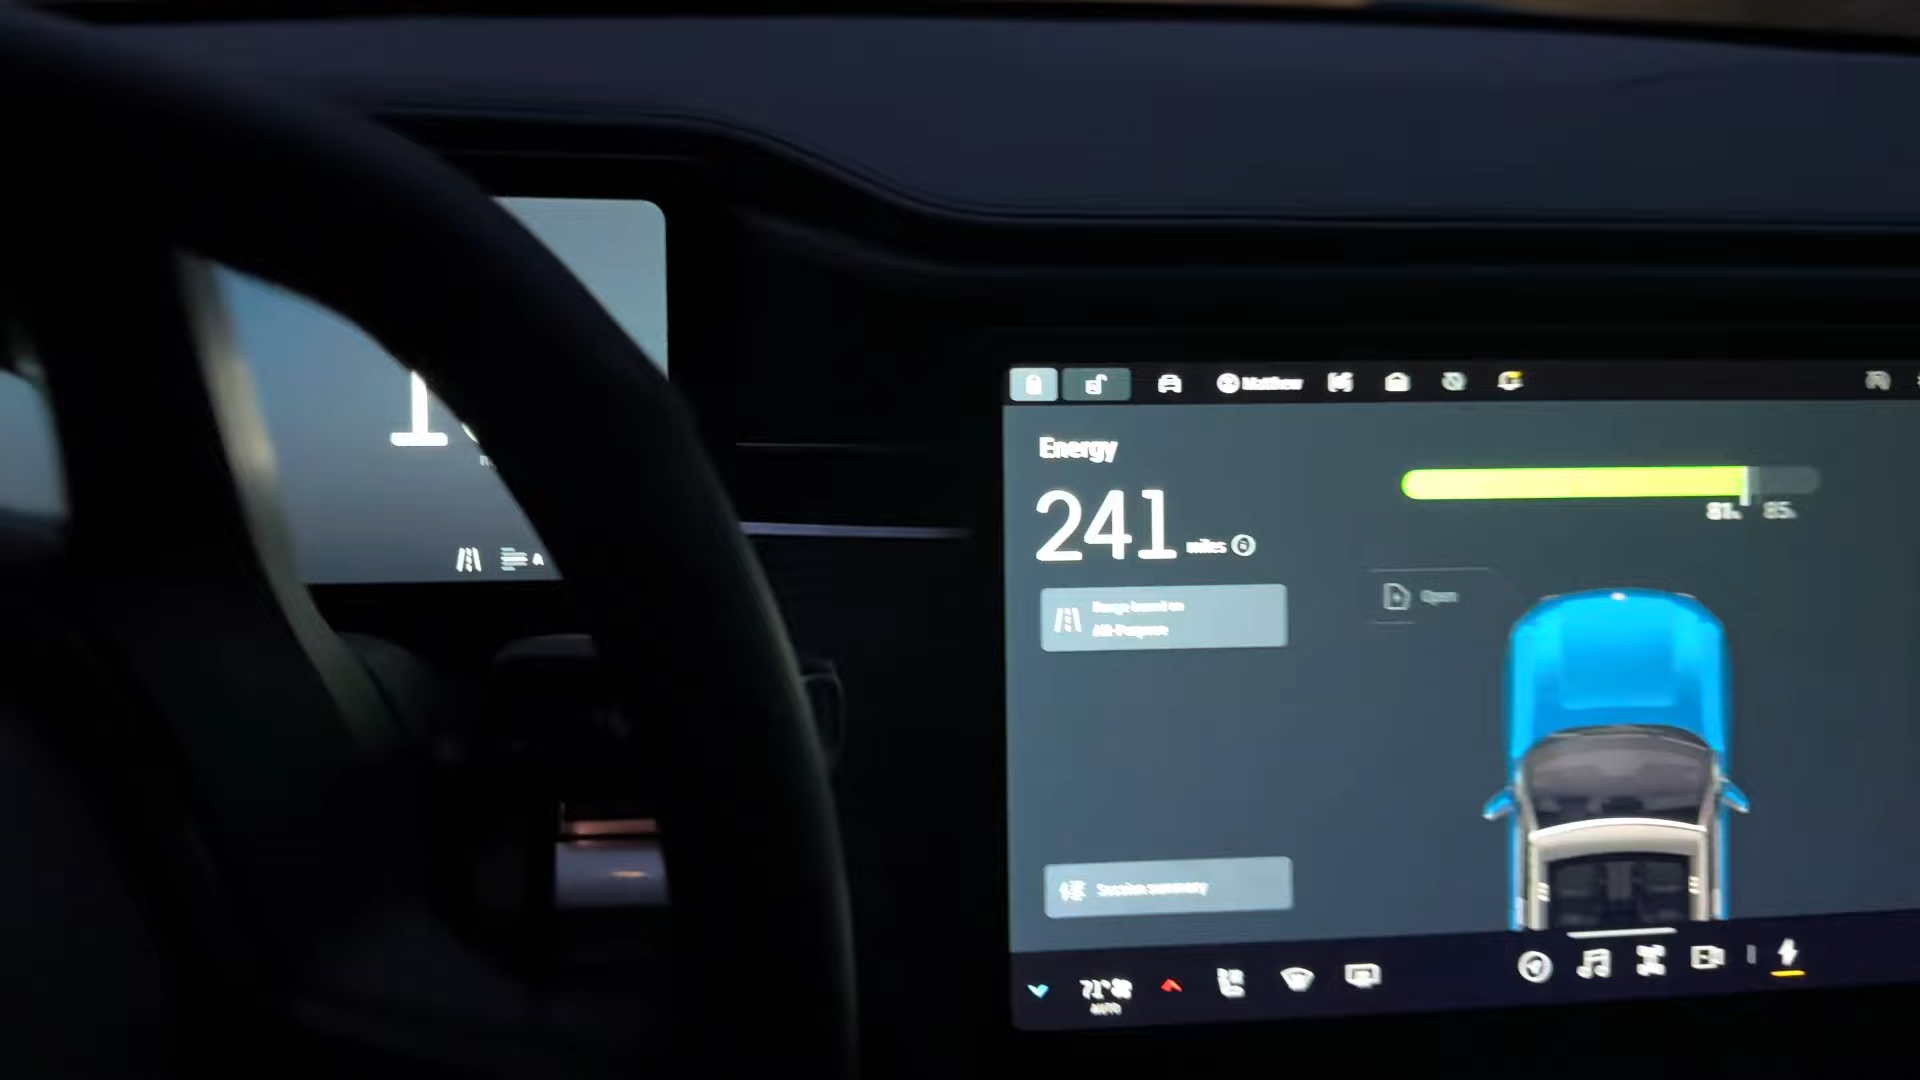 Matthew
Energy
241 miles
81% 85%
Range based on
All-Purpose
Open
Session summary
71°
AUTO
A